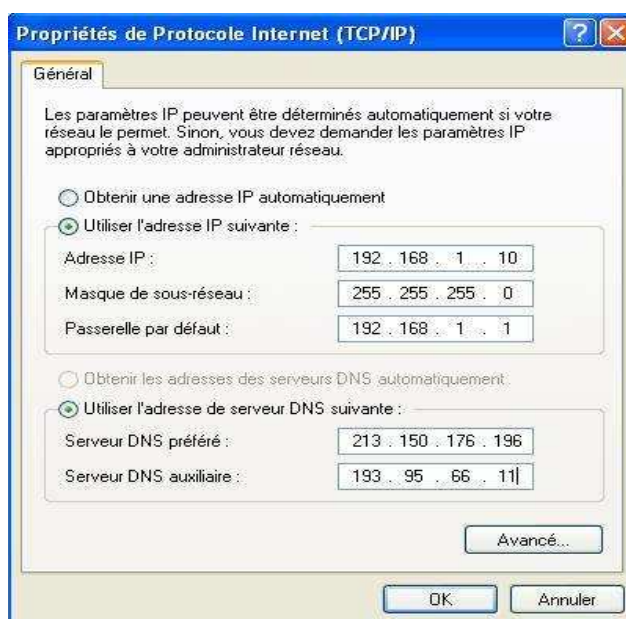 Propriétés de Protocole Internet (TCP/IP)
Général
Les paramètres IP peuvent être déterminés automatiquement si votre
réseau le permet. Sinon, vous devez demander les paramètres IP
appropriés à votre administrateur réseau.
Obtenir une adresse IP automatiquement
Utiliser l'adresse IP suivante :
Adresse IP : 192 . 168 . 1 . 10
Masque de sous-réseau : 255 . 255 . 255 . 0
Passerelle par défaut : 192 . 168 . 1 . 1
Obtenir les adresses des serveurs DNS automatiquement
Utiliser l'adresse de serveur DNS suivante :
Serveur DNS préféré : 213 . 150 . 176 . 196
Serveur DNS auxiliaire : 193 . 95 . 66 . 11
Avancé...
OK Annuler